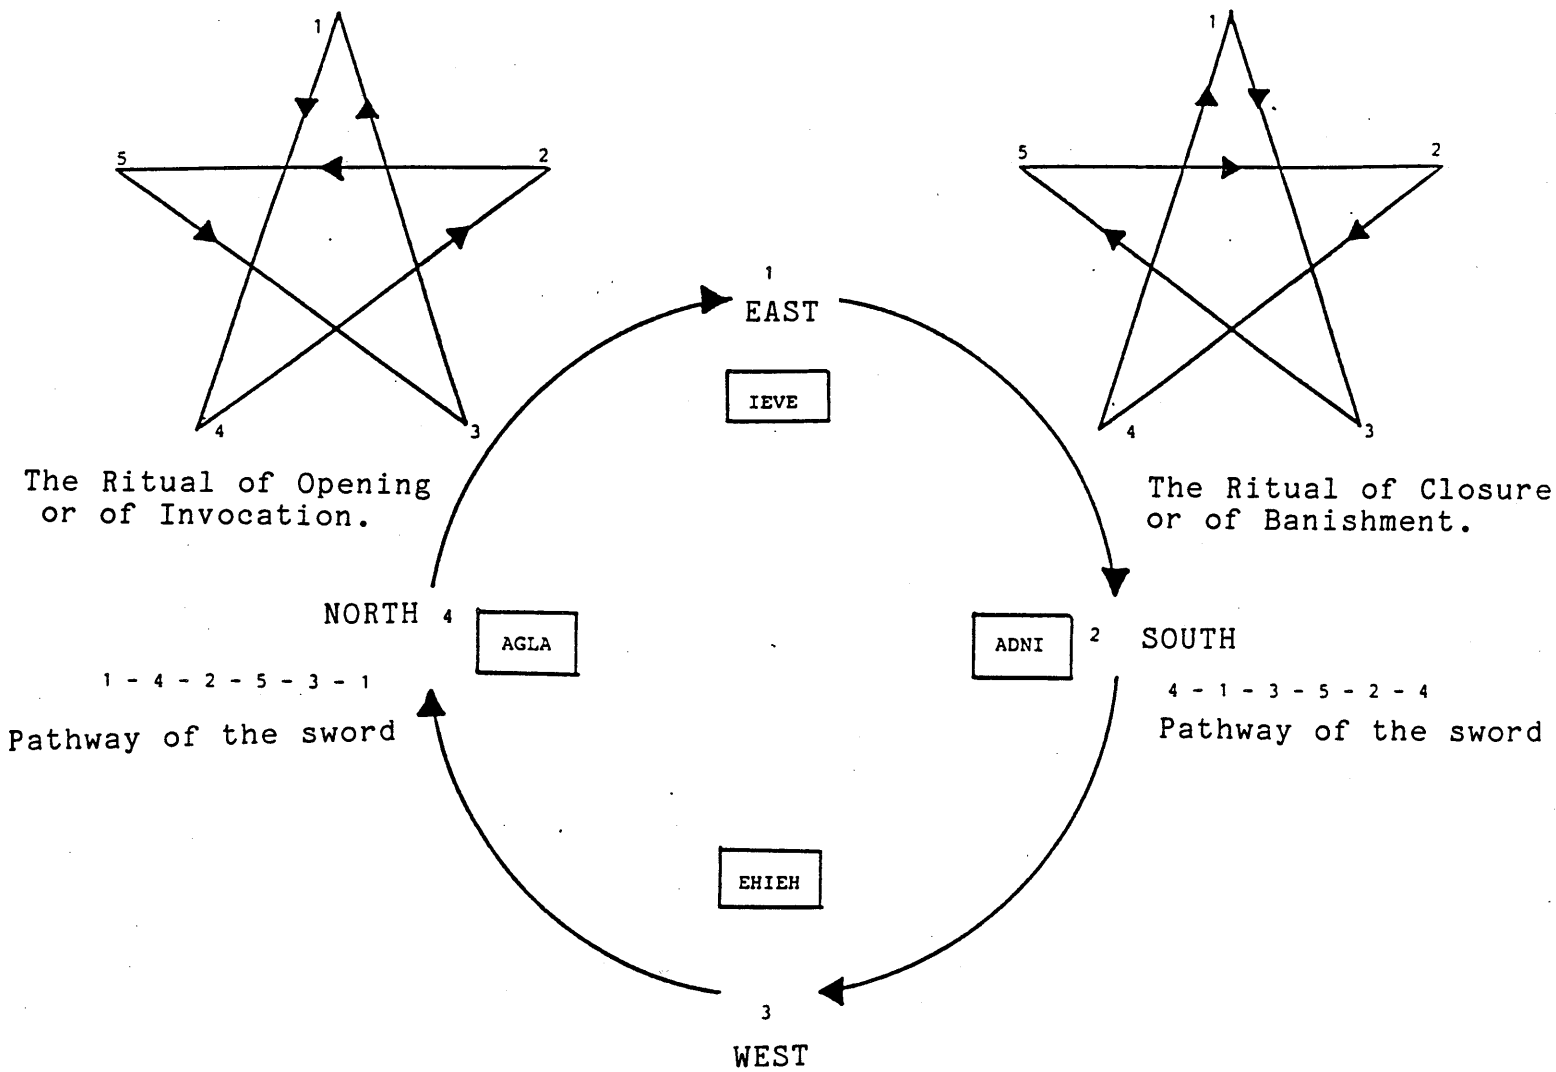 1
5
2
4
3
The Ritual of Opening
or of Invocation.
1
5
2
4
3
The Ritual of Closure
or of Banishment.
1
EAST
IEVE
NORTH 4
AGLA
ADNI
2 SOUTH
1 - 4 - 2 - 5 - 3 - 1
Pathway of the sword
4 - 1 - 3 - 5 - 2 - 4
Pathway of the sword
EHIEH
3
WEST